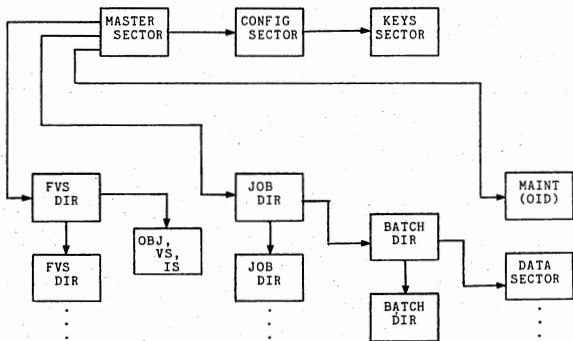 MASTER
SECTOR
CONFIG
SECTOR
KEYS
SECTOR
FVS
DIR
JOB
DIR
MAINT
(OID)
OBJ,
VS,
IS
BATCH
DIR
FVS
DIR
JOB
DIR
DATA
SECTOR
BATCH
DIR